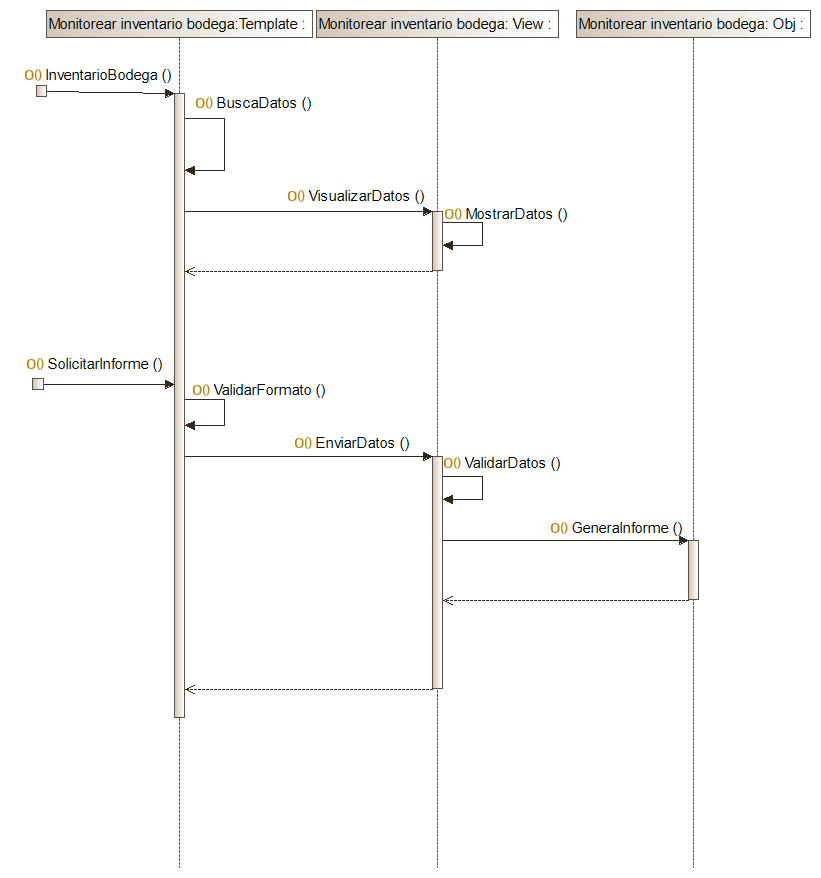 Monitorear inventario bodega:Template :
Monitorear inventario bodega: View :
Monitorear inventario bodega: Obj :
O() InventarioBodega ()
O() BuscaDatos ()
O() VisualizarDatos ()
O() MostrarDatos ()
O() SolicitarInforme ()
O() ValidarFormato ()
O() EnviarDatos ()
O() ValidarDatos ()
O() GeneraInforme ()